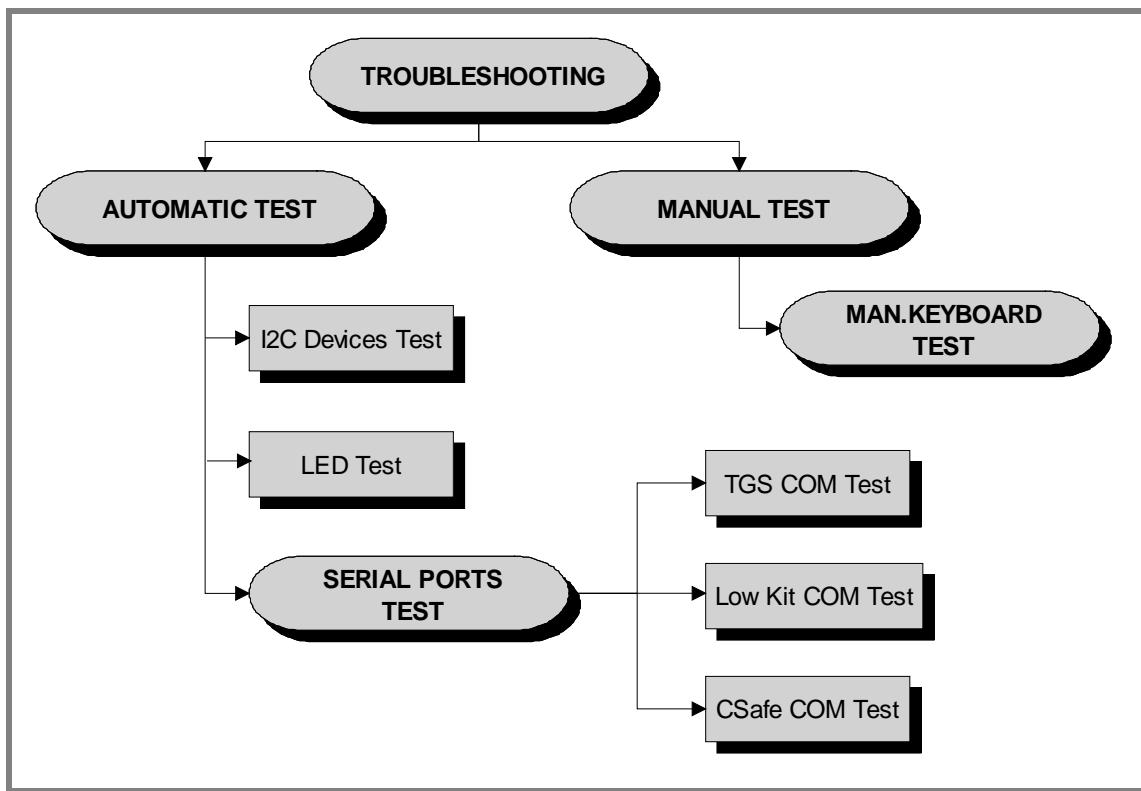 TROUBLESHOOTING
AUTOMATIC TEST
MANUAL TEST
I2C Devices Test
MAN.KEYBOARD
TEST
LED Test
TGS COM Test
SERIAL PORTS
TEST
Low Kit COM Test
CSafe COM Test